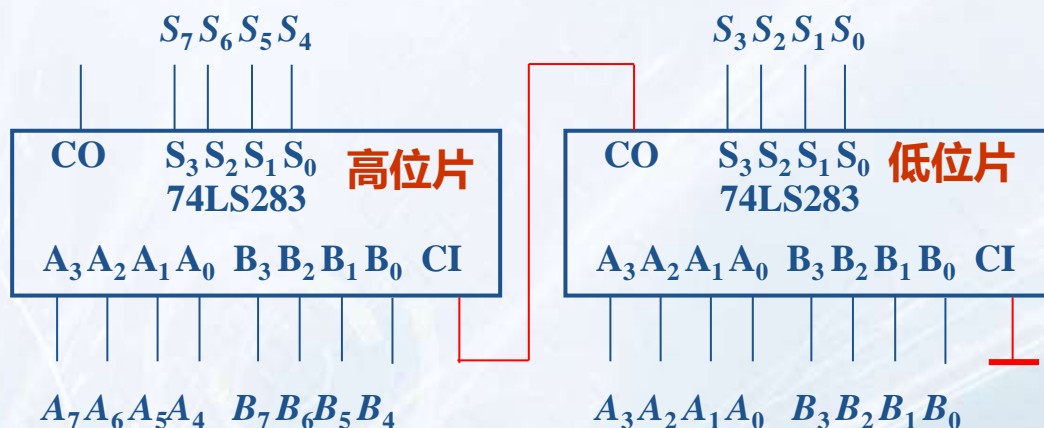 S₇ S₆ S₅ S₄ S₃ S₂ S₁ S₀
CO S₃ S₂ S₁ S₀ 高位片 CO S₃ S₂ S₁ S₀ 低位片
74LS283 74LS283
A₃ A₂ A₁ A₀ B₃ B₂ B₁ B₀ CI A₃ A₂ A₁ A₀ B₃ B₂ B₁ B₀ CI
A₇ A₆ A₅ A₄ B₇ B₆ B₅ B₄ A₃ A₂ A₁ A₀ B₃ B₂ B₁ B₀